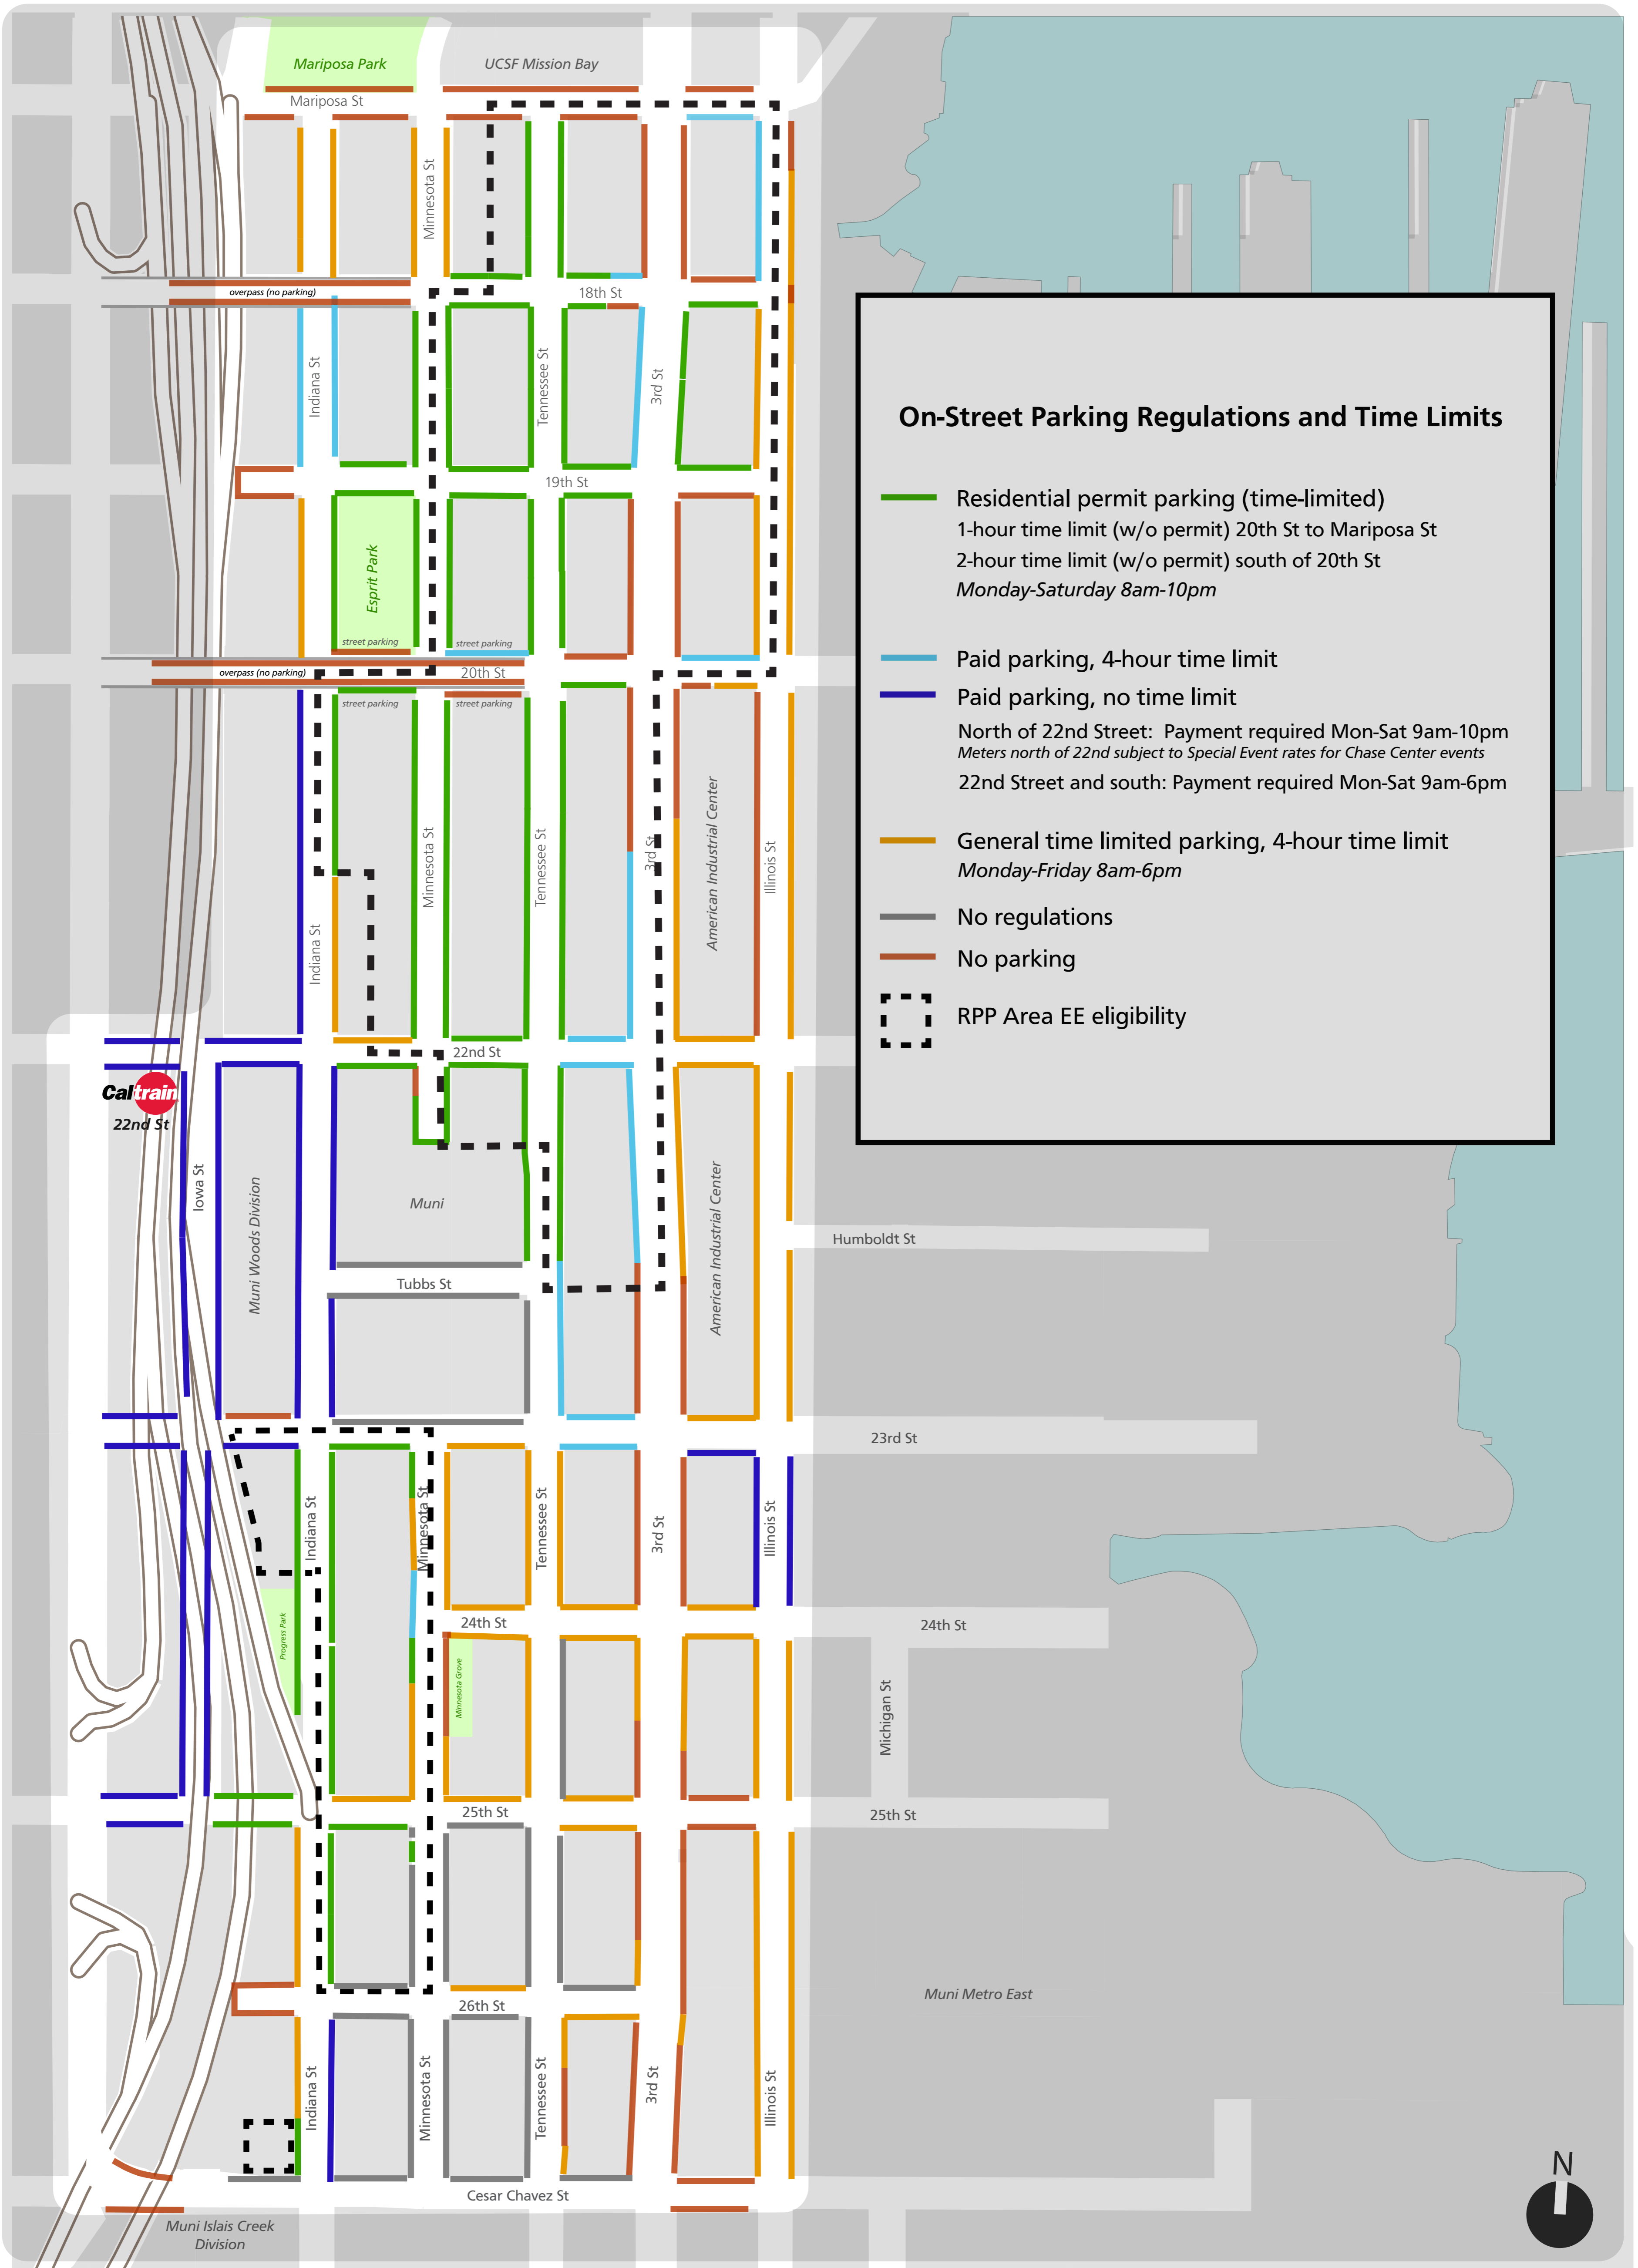 Mariposa Park
UCSF Mission Bay
Mariposa St
Minnesota St
overpass (no parking)
18th St
Indiana St
Tennessee St
3rd St
19th St
Esprit Park
street parking
street parking
overpass (no parking)
20th St
street parking
street parking
Minnesota St
Tennessee St
3rd St
American Industrial Center
Illinois St
Indiana St
22nd St
Caltrain
22nd St
Iowa St
Muni Woods Division
Muni
American Industrial Center
Humboldt St
Tubbs St
23rd St
Indiana St
Minnesota St
Tennessee St
3rd St
Illinois St
Progress Park
24th St
24th St
Minnesota Grove
Michigan St
25th St
25th St
Muni Metro East
26th St
Indiana St
Minnesota St
Tennessee St
3rd St
Illinois St
Cesar Chavez St
Muni Islais Creek
Division
N
On-Street Parking Regulations and Time Limits
Residential permit parking (time-limited)
1-hour time limit (w/o permit) 20th St to Mariposa St
2-hour time limit (w/o permit) south of 20th St
Monday-Saturday 8am-10pm
Paid parking, 4-hour time limit
Paid parking, no time limit
North of 22nd Street:  Payment required Mon-Sat 9am-10pm
Meters north of 22nd subject to Special Event rates for Chase Center events
22nd Street and south: Payment required Mon-Sat 9am-6pm
General time limited parking, 4-hour time limit
Monday-Friday 8am-6pm
No regulations
No parking
RPP Area EE eligibility